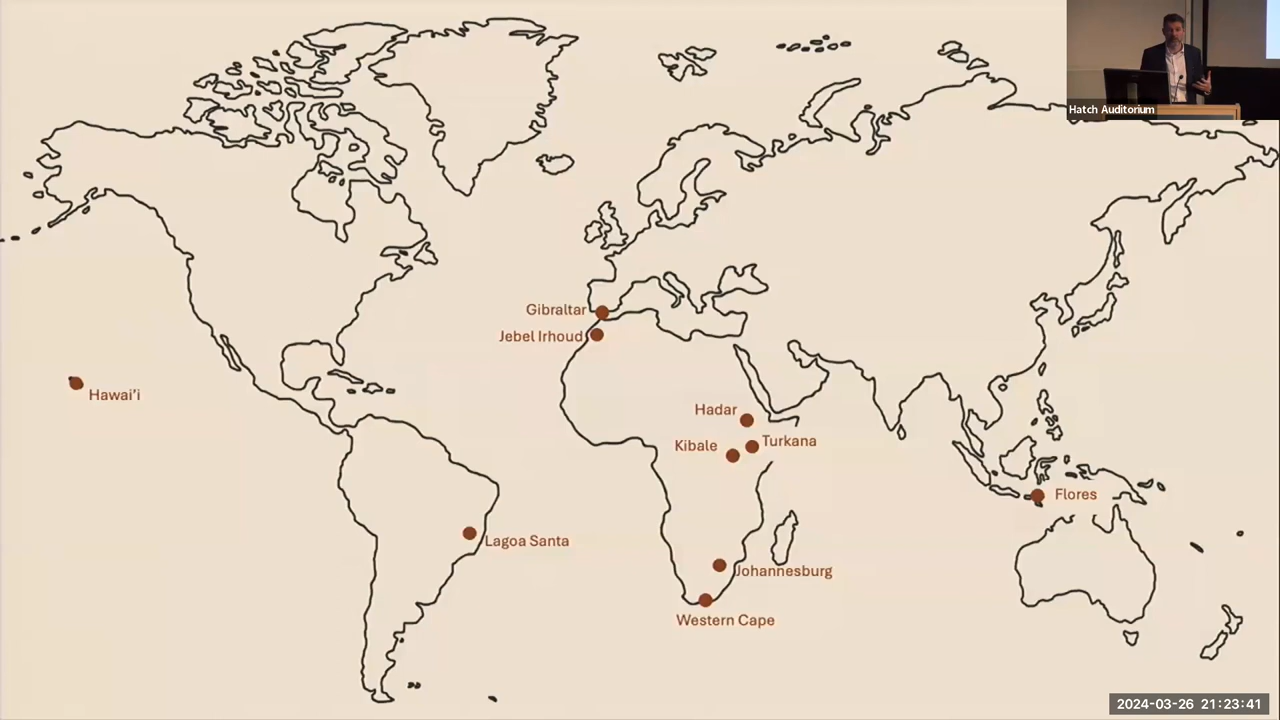 Hatch Auditorium
Gibraltar
Jebel Irhoud
Hawai'i
Hadar
Turkana
Kibale
Flores
Lagoa Santa
Johannesburg
Western Cape
2024-03-26 21:23:41